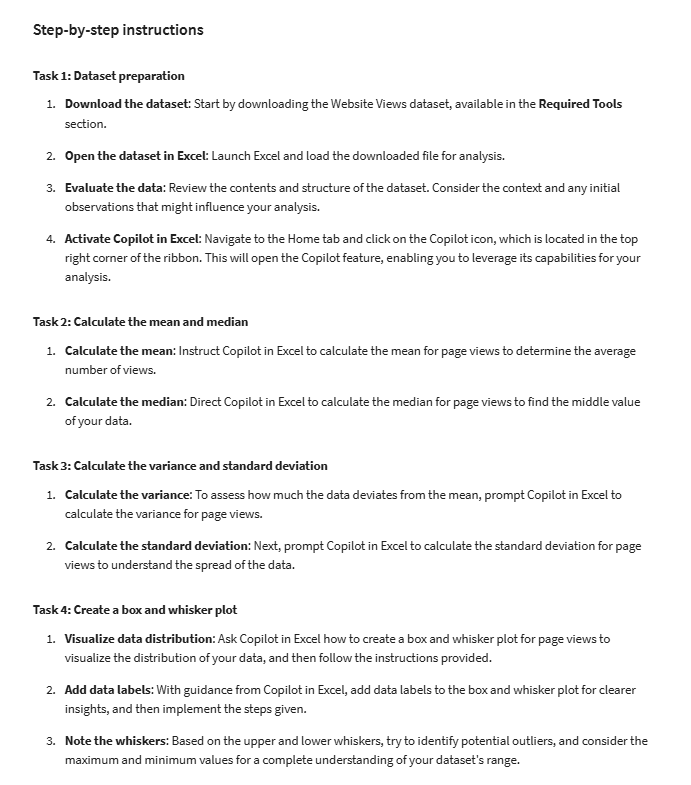 Step-by-step instructions
Task 1: Dataset preparation
1. Download the dataset: Start by downloading the Website Views dataset, available in the Required Tools
section.
2. Open the dataset in Excel: Launch Excel and load the downloaded file for analysis.
3. Evaluate the data: Review the contents and structure of the dataset. Consider the context and any initial
observations that might influence your analysis.
4. Activate Copilot in Excel: Navigate to the Home tab and click on the Copilot icon, which is located in the top
right corner of the ribbon. This will open the Copilot feature, enabling you to leverage its capabilities for your
analysis.
Task 2: Calculate the mean and median
1. Calculate the mean: Instruct Copilot in Excel to calculate the mean for page views to determine the average
number of views.
2. Calculate the median: Direct Copilot in Excel to calculate the median for page views to find the middle value
of your data.
Task 3: Calculate the variance and standard deviation
1. Calculate the variance: To assess how much the data deviates from the mean, prompt Copilot in Excel to
calculate the variance for page views.
2. Calculate the standard deviation: Next, prompt Copilot in Excel to calculate the standard deviation for page
views to understand the spread of the data.
Task 4: Create a box and whisker plot
1. Visualize data distribution: Ask Copilot in Excel how to create a box and whisker plot for page views to
visualize the distribution of your data, and then follow the instructions provided.
2. Add data labels: With guidance from Copilot in Excel, add data labels to the box and whisker plot for clearer
insights, and then implement the steps given.
3. Note the whiskers: Based on the upper and lower whiskers, try to identify potential outliers, and consider the
maximum and minimum values for a complete understanding of your dataset's range.